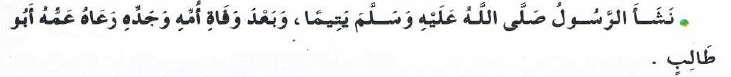 • نَشَأَ الرَّسُولُ صَلَّى اللَّهُ عَلَيْهِ وَسَلَّمَ يَتِيمًا، وَبَعْدَ وَفَاةِ أُمِّهِ وَجَدِّهِ رَعَاهُ عَمُّهُ أَبُو
طَالِبٍ .